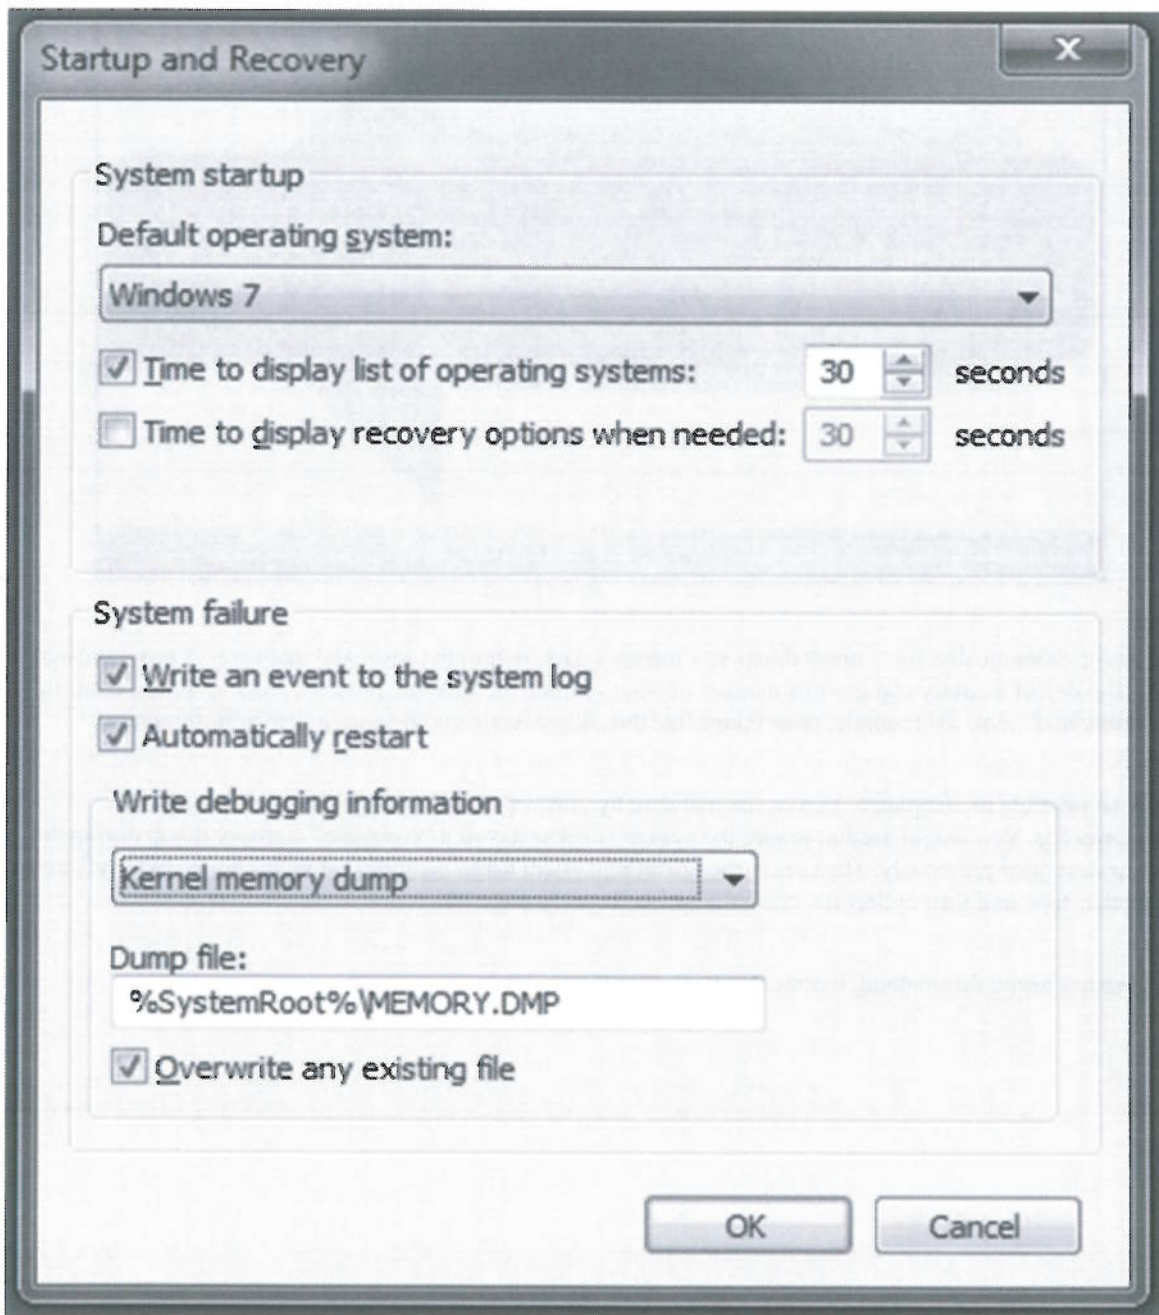 Startup and Recovery
System startup
Default operating system:
Windows 7
Time to display list of operating systems: 30 seconds
Time to display recovery options when needed: 30 seconds
System failure
Write an event to the system log
Automatically restart
Write debugging information
Kernel memory dump
Dump file:
%SystemRoot%\MEMORY.DMP
Overwrite any existing file
OK Cancel